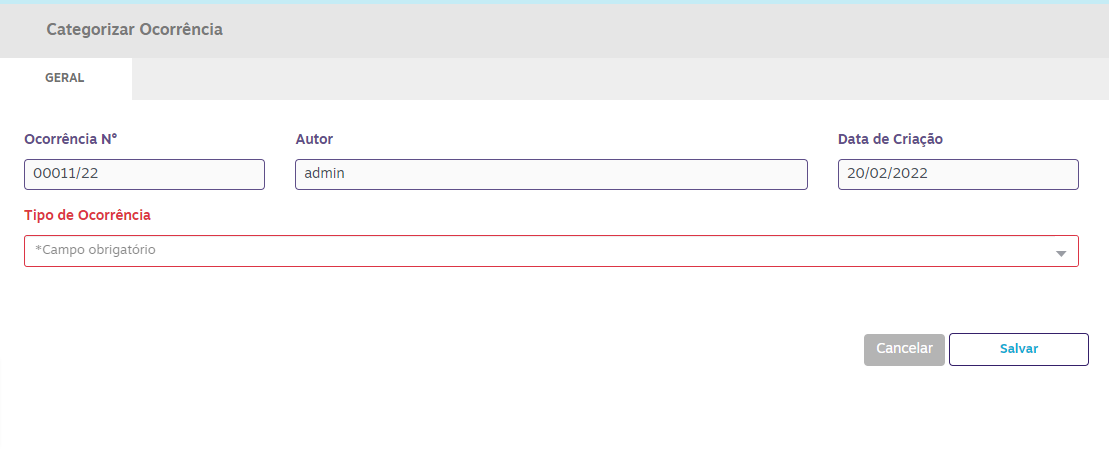 Categorizar Ocorrência
GERAL
Ocorrência N° Autor Data de Criação
00011/22 admin 20/02/2022
Tipo de Ocorrência
*Campo obrigatório
Cancelar Salvar